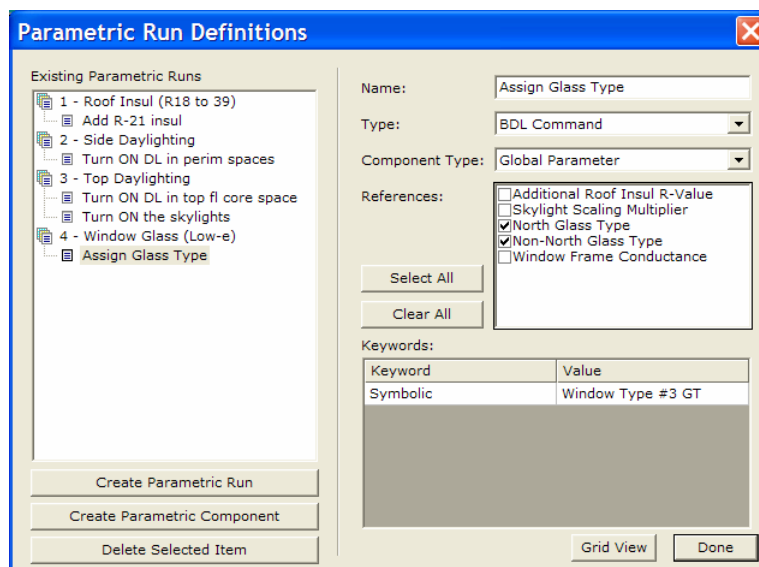 Parametric Run Definitions
Existing Parametric Runs
1 - Roof Insul (R18 to 39)
Add R-21 insul
2 - Side Daylighting
Turn ON DL in perim spaces
3 - Top Daylighting
Turn ON DL in top fl core space
Turn ON the skylights
4 - Window Glass (Low-e)
Assign Glass Type
Create Parametric Run
Create Parametric Component
Delete Selected Item
Name: Assign Glass Type
Type: BDL Command
Component Type: Global Parameter
References:
Additional Roof Insul R-Value
Skylight Scaling Multiplier
North Glass Type
Non-North Glass Type
Window Frame Conductance
Select All
Clear All
Keywords:
Keyword Value
Symbolic Window Type #3 GT
Grid View Done